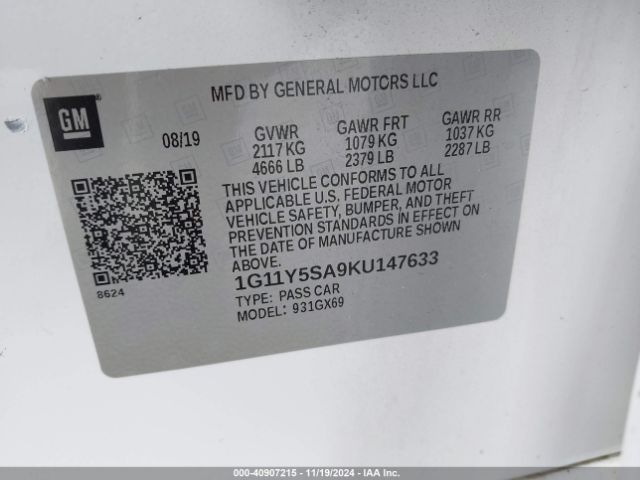 MFD BY GENERAL MOTORS LLC
GM
08/19
GVWR GAWR FRT GAWR RR
2117 KG 1079 KG 1037 KG
4666 LB 2379 LB 2287 LB
THIS VEHICLE CONFORMS TO ALL
APPLICABLE U.S. FEDERAL MOTOR
VEHICLE SAFETY, BUMPER, AND THEFT
PREVENTION STANDARDS IN EFFECT ON
THE DATE OF MANUFACTURE SHOWN
ABOVE.
8624
1G11Y5SA9KU147633
TYPE: PASS CAR
MODEL: 931GX69
000-40907215 - 11/19/2024 - IAA Inc.